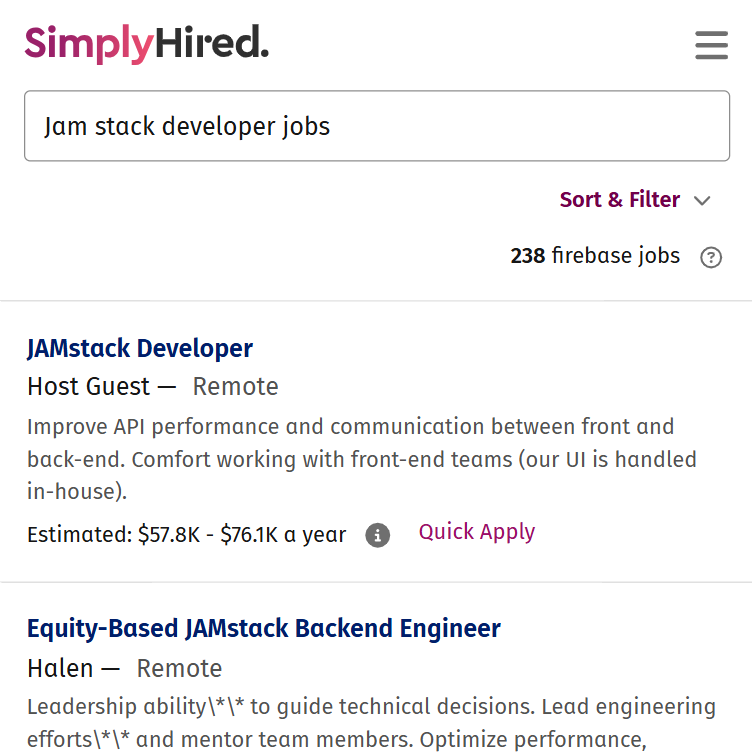 SimplyHired.
Jam stack developer jobs
Sort & Filter
238 firebase jobs
JAMstack Developer
Host Guest — Remote
Improve API performance and communication between front and
back-end. Comfort working with front-end teams (our UI is handled
in-house).
Estimated: $57.8K - $76.1K a year Quick Apply
Equity-Based JAMstack Backend Engineer
Halen — Remote
Leadership ability\*\* to guide technical decisions. Lead engineering
efforts\*\* and mentor team members. Optimize performance,